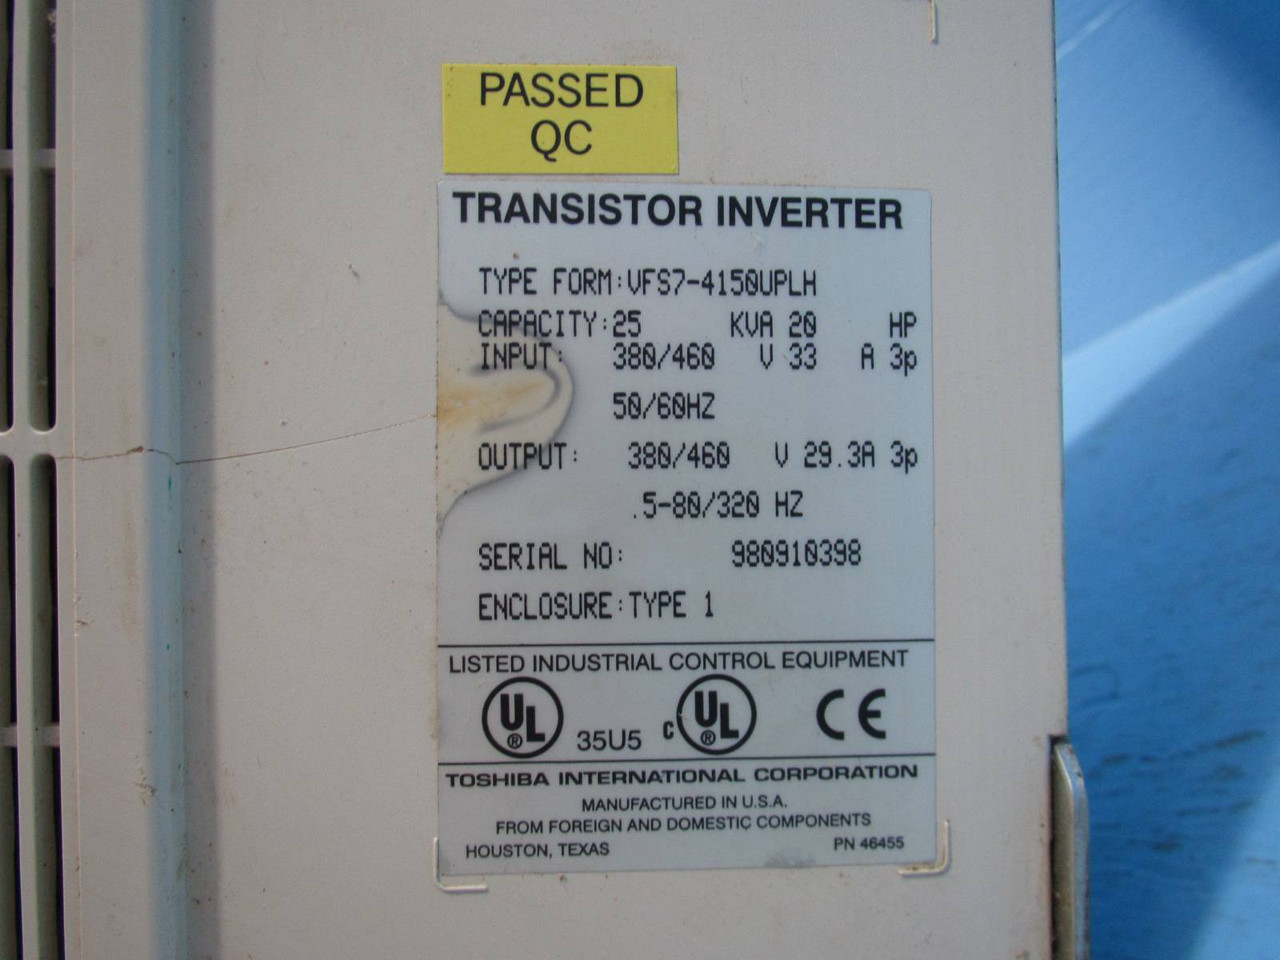 PASSED
QC
TRANSISTOR INVERTER
TYPE FORM:VFS7-4150UPLH
CAPACITY:25 KVA 20 HP
INPUT: 380/460 V 33 A 3p
50/60HZ
OUTPUT: 380/460 V 29.3A 3p
.5-80/320 HZ
SERIAL NO: 980910398
ENCLOSURE:TYPE 1
LISTED INDUSTRIAL CONTROL EQUIPMENT
UL ® 35U5 c UL ® CE
TOSHIBA INTERNATIONAL CORPORATION
MANUFACTURED IN U.S.A.
FROM FOREIGN AND DOMESTIC COMPONENTS
HOUSTON, TEXAS PN 46455